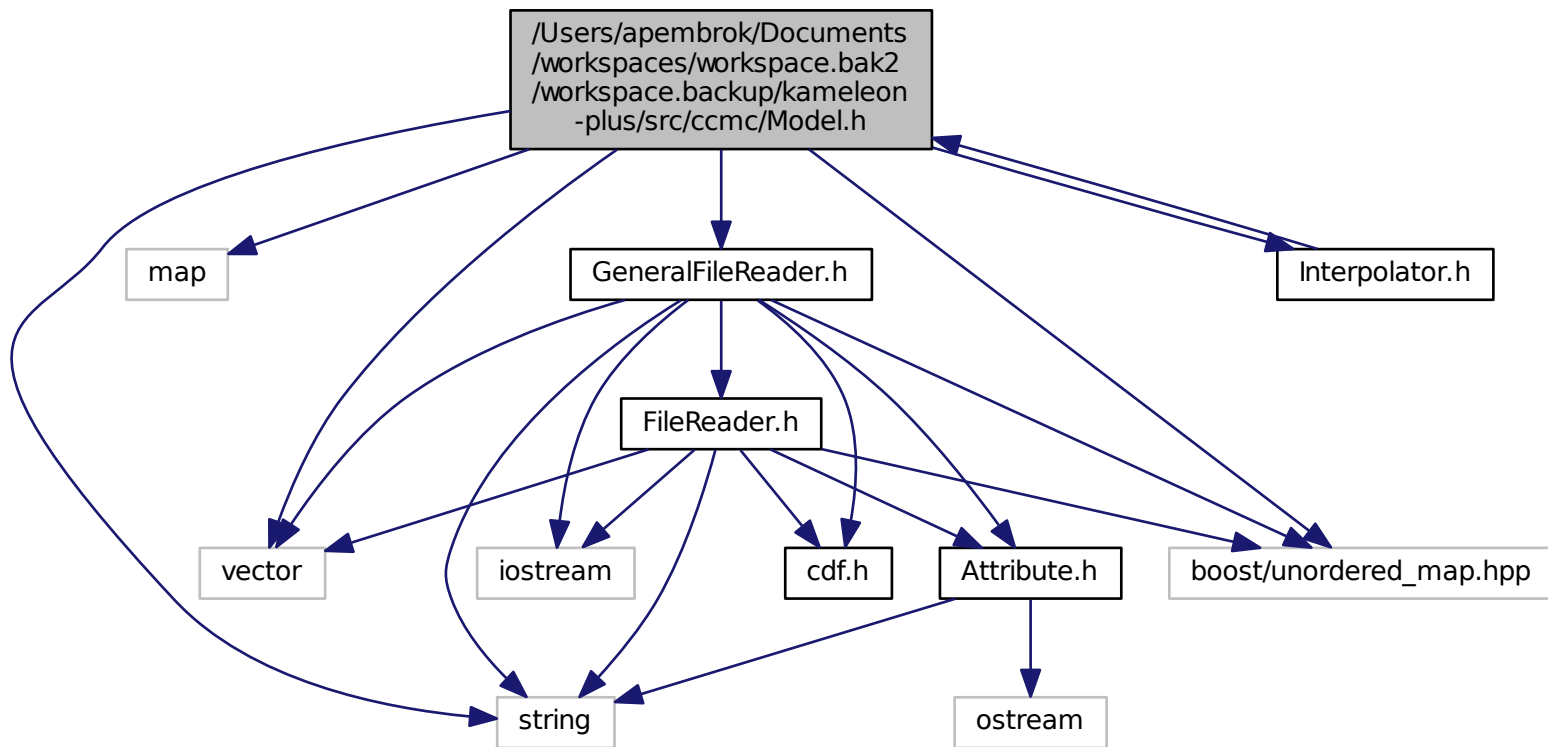 /Users/apembrok/Documents
/workspaces/workspace.bak2
/workspace.backup/kameleon
-plus/src/ccmc/Model.h
map
GeneralFileReader.h
Interpolator.h
FileReader.h
vector
iostream
cdf.h
Attribute.h
boost/unordered_map.hpp
string
ostream